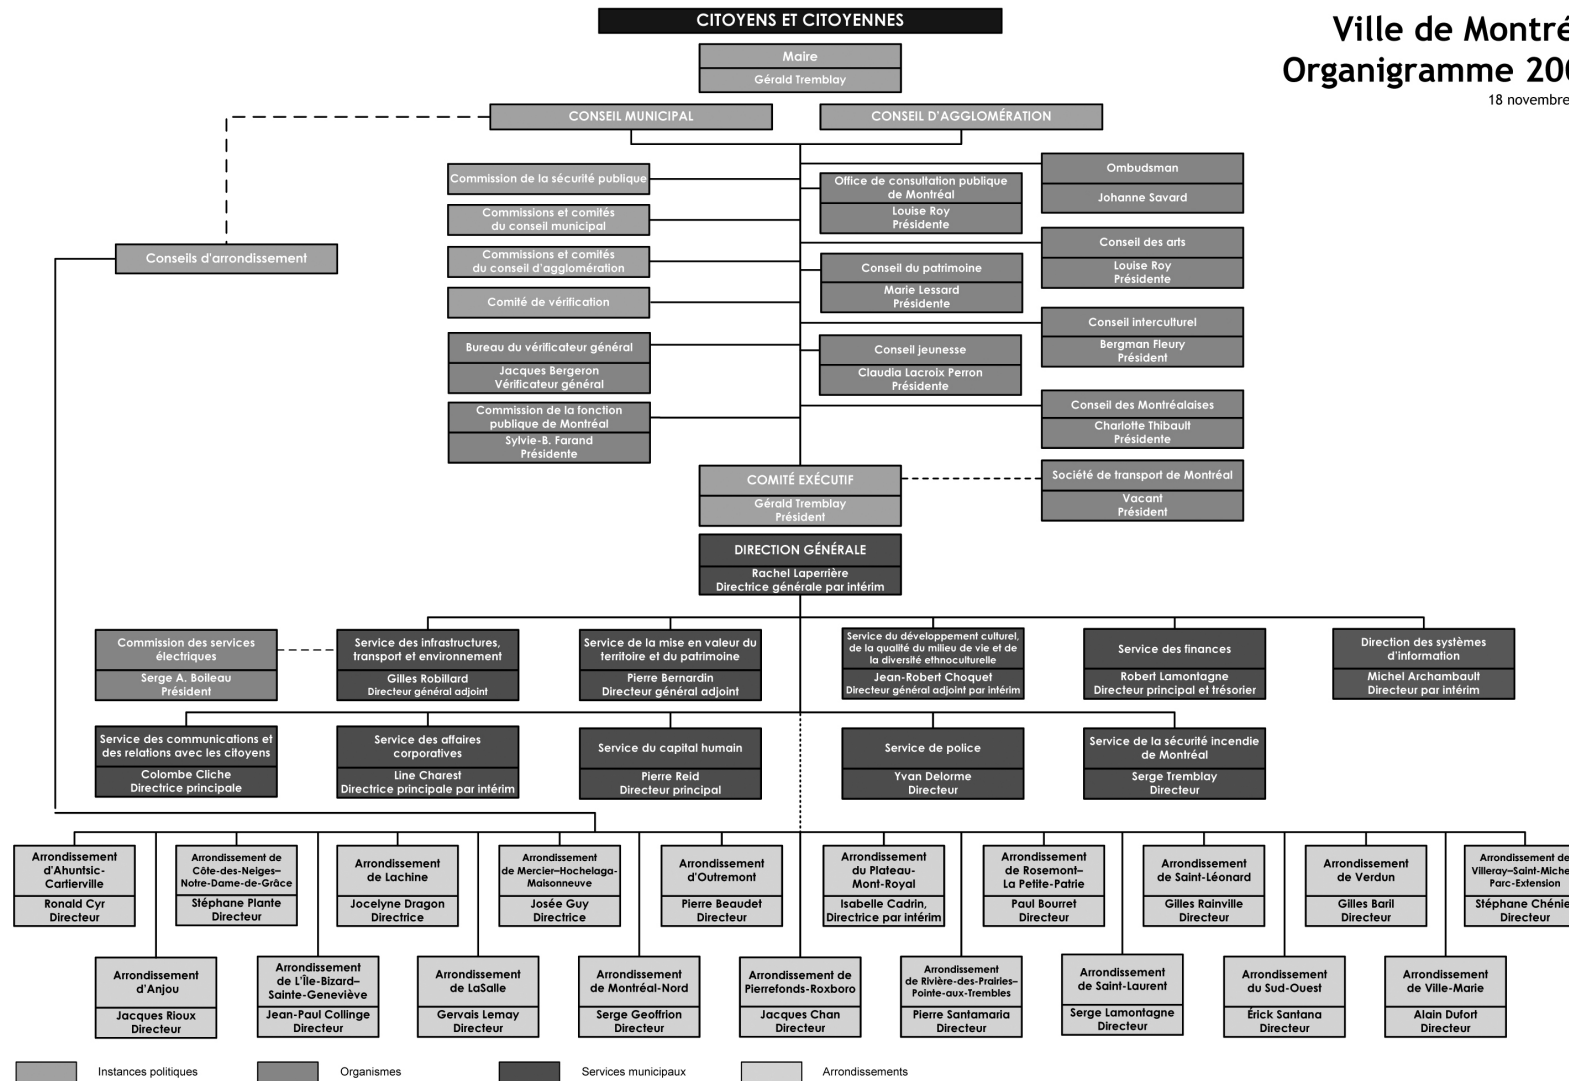 CITOYENS ET CITOYENNES
Ville de Montré
Organigramme 200
18 novembre
Maire
Gérald Tremblay
CONSEIL MUNICIPAL
CONSEIL D'AGGLOMÉRATION
Commission de la sécurité publique
Commissions et comités
du conseil municipal
Commissions et comités
du conseil d'agglomération
Comité de vérification
Bureau du vérificateur général
Jacques Bergeron
Vérificateur général
Commission de la fonction
publique de Montréal
Sylvie-B. Farand
Présidente
Conseils d'arrondissement
Office de consultation publique
de Montréal
Louise Roy
Présidente
Conseil du patrimoine
Marie Lessard
Présidente
Conseil jeunesse
Claudia Lacroix Perron
Présidente
Ombudsman
Johanne Savard
Conseil des arts
Louise Roy
Présidente
Conseil interculturel
Bergman Fleury
Président
Conseil des Montréalaises
Charlotte Thibault
Présidente
Société de transport de Montréal
Vacant
Président
COMITÉ EXÉCUTIF
Gérald Tremblay
Président
DIRECTION GÉNÉRALE
Rachel Laperrière
Directrice générale par intérim
Commission des services
électriques
Serge A. Boileau
Président
Service des infrastructures,
transport et environnement
Gilles Robillard
Directeur général adjoint
Service de la mise en valeur du
territoire et du patrimoine
Pierre Bernardin
Directeur général adjoint
Service du développement culturel,
de la qualité du milieu de vie et de
la diversité ethnoculturelle
Jean-Robert Choquet
Directeur général adjoint par intérim
Service des finances
Robert Lamontagne
Directeur principal et trésorier
Direction des systèmes
d'information
Michel Archambault
Directeur par intérim
Service des communications et
des relations avec les citoyens
Colombe Cliche
Directrice principale
Service des affaires
corporatives
Line Charest
Directrice principale par intérim
Service du capital humain
Pierre Reid
Directeur principal
Service de police
Yvan Delorme
Directeur
Service de la sécurité incendie
de Montréal
Serge Tremblay
Directeur
Arrondissement
d'Ahuntsic-
Cartierville
Ronald Cyr
Directeur
Arrondissement de
Côte-des-Neiges–
Notre-Dame-de-Grâce
Stéphane Plante
Directeur
Arrondissement
de Lachine
Jocelyne Dragon
Directrice
Arrondissement
de Mercier–Hochelaga-
Maisonneuve
Josée Guy
Directrice
Arrondissement
d'Outremont
Pierre Beaudet
Directeur
Arrondissement
du Plateau-
Mont-Royal
Isabelle Cadrin,
Directrice par intérim
Arrondissement
de Rosemont–
La Petite-Patrie
Paul Bourret
Directeur
Arrondissement
de Saint-Léonard
Gilles Rainville
Directeur
Arrondissement
de Verdun
Gilles Baril
Directeur
Arrondissement de
Villeray–Saint-Miche
Parc-Extension
Stéphane Chénie
Directeur
Arrondissement
d'Anjou
Jacques Rioux
Directeur
Arrondissement
de L'Île-Bizard–
Sainte-Geneviève
Jean-Paul Collinge
Directeur
Arrondissement
de LaSalle
Gervais Lemay
Directeur
Arrondissement
de Montréal-Nord
Serge Geoffrion
Directeur
Arrondissement de
Pierrefonds-Roxboro
Jacques Chan
Directeur
Arrondissement
de Rivière-des-Prairies–
Pointe-aux-Trembles
Pierre Santamaria
Directeur
Arrondissement
de Saint-Laurent
Serge Lamontagne
Directeur
Arrondissement
du Sud-Ouest
Érick Santana
Directeur
Arrondissement
de Ville-Marie
Alain Dufort
Directeur
Instances politiques
Organismes
Services municipaux
Arrondissements